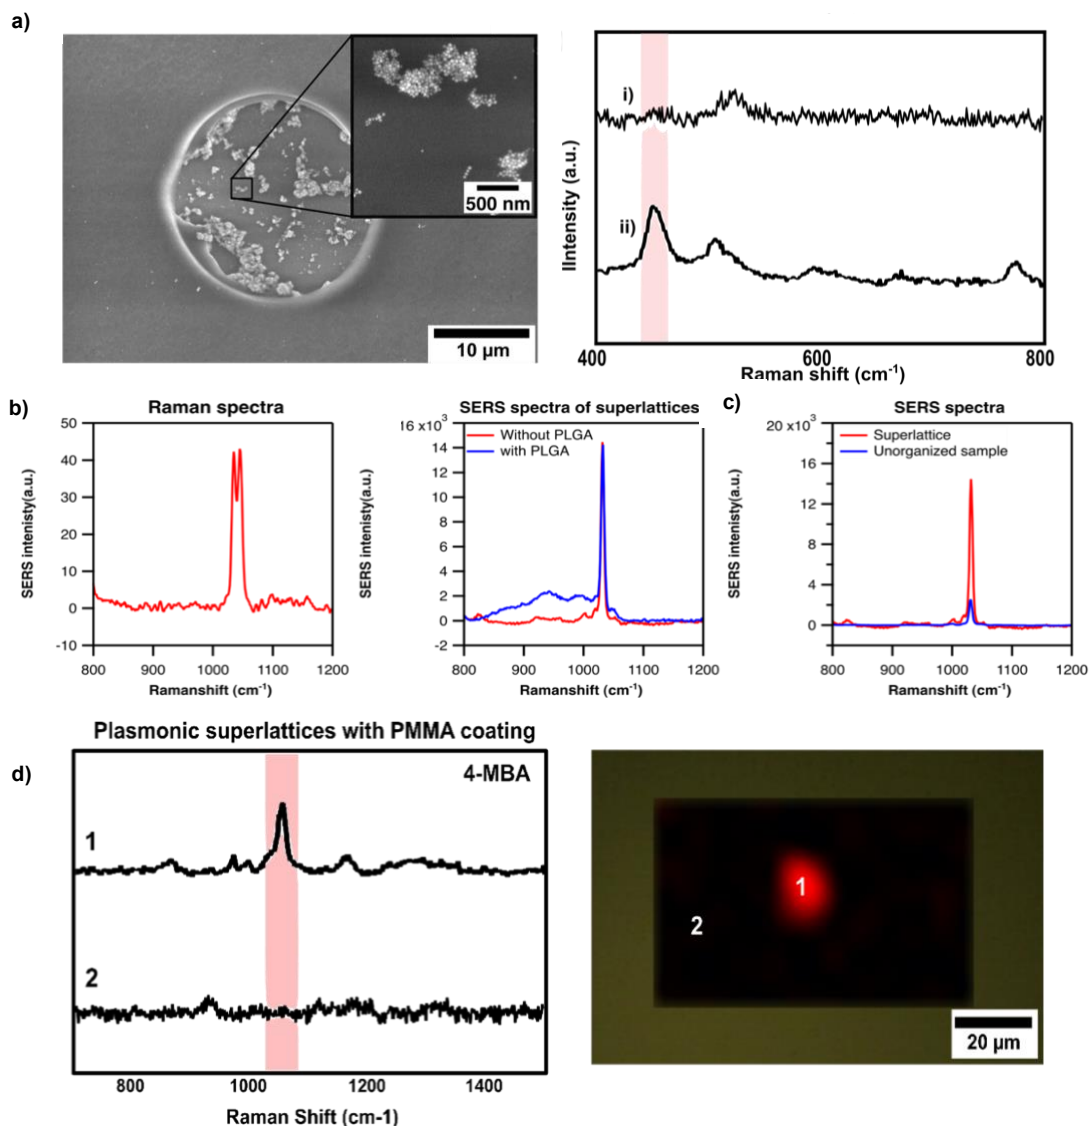 a)
500 nm
10 µm
IIntensity (a.u.)
i)
ii)
400
600
800
Raman shift (cm-1)
b)
Raman spectra
SERS intenisty(a.u.)
50
40
30
20
10
0
-10
800
900
1000
1100
1200
Ramanshift (cm-1)
SERS spectra of superlattices
16 x103
Without PLGA
with PLGA
SERS intenisty(a.u.)
14
12
10
8
6
4
2
0
-2
800
900
1000
1100
1200
Ramanshift (cm-1)
c)
SERS spectra
20 x103
Superlattice
Unorganized sample
SERS intenisty(a.u.)
16
12
8
4
0
800
900
1000
1100
1200
Ramanshift (cm-1)
Plasmonic superlattices with PMMA coating
d)
4-MBA
1
2
800
1000
1200
1400
Raman Shift (cm-1)
1
2
20 µm